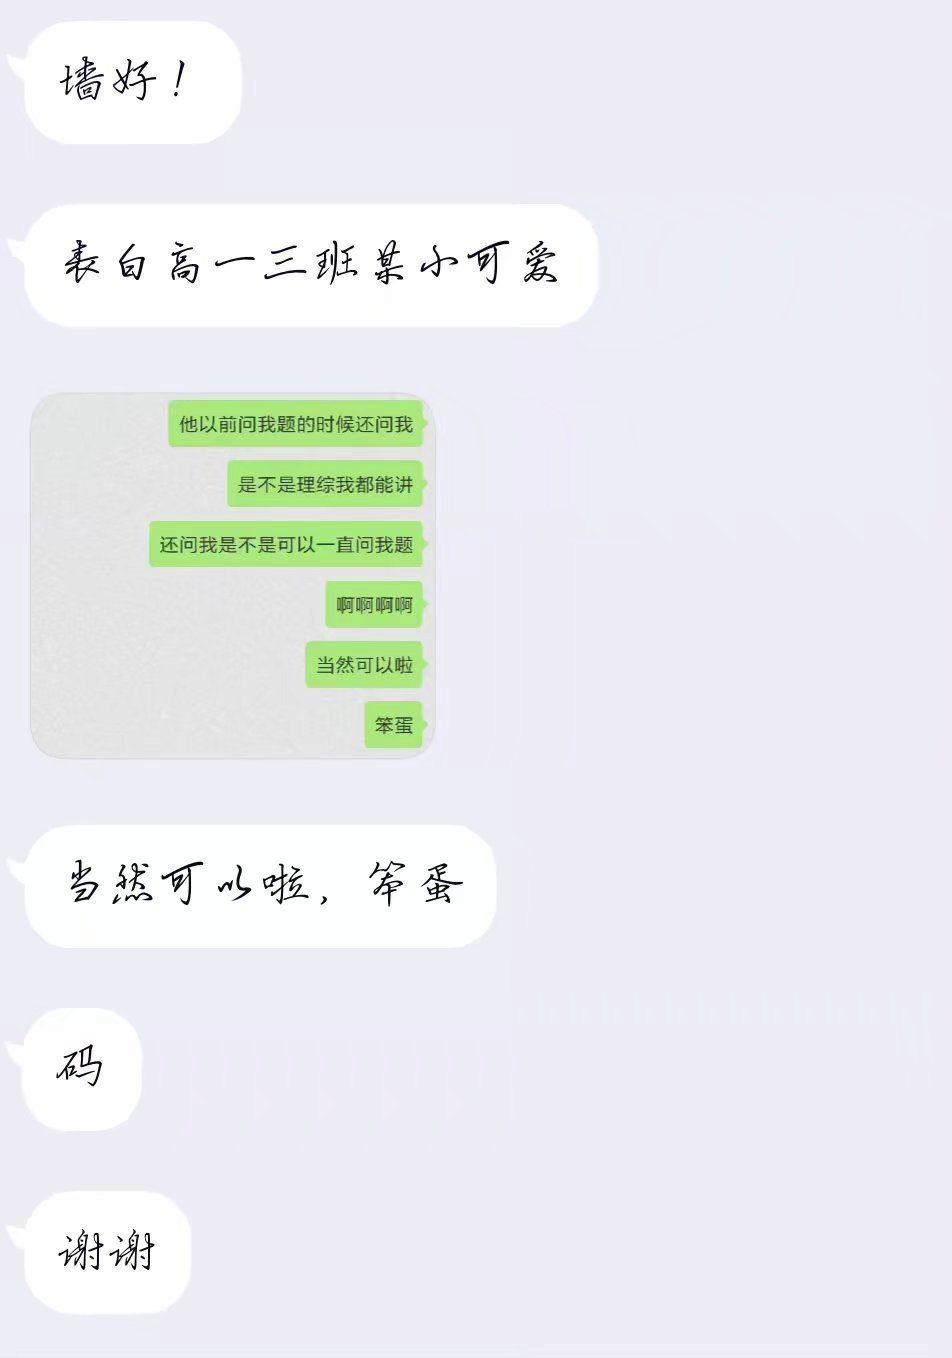 墙好！
表白高一三班某小可爱
他以前问我题的时候还问我
是不是理综我都能讲
还问我是不是可以一直问我题
啊啊啊啊
当然可以啦
笨蛋
当然可以啦，笨蛋
码
谢谢